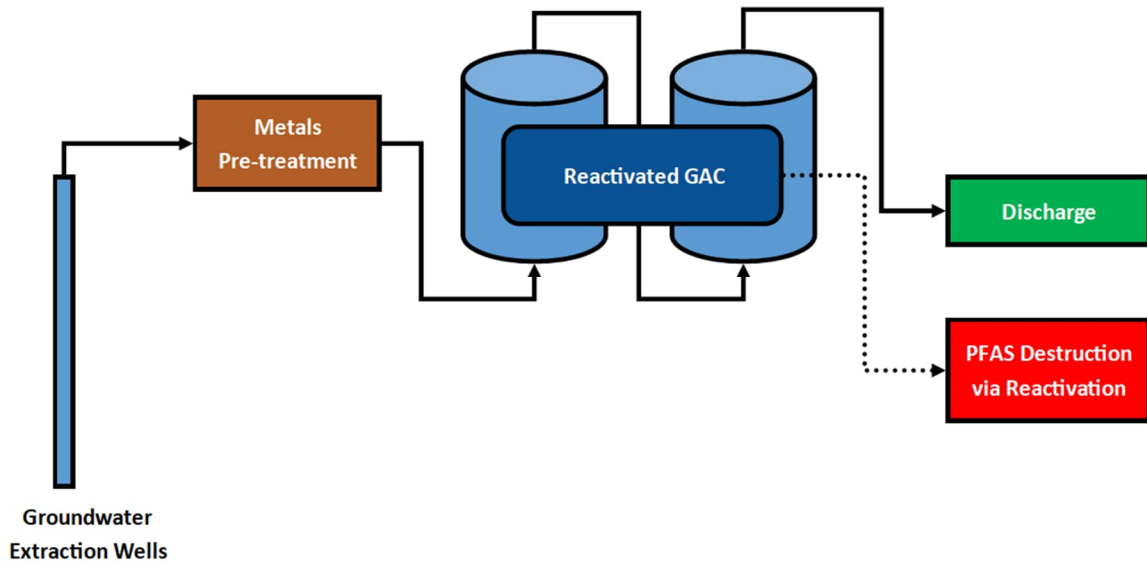 Metals
Pre-treatment
Reactivated GAC
Discharge
PFAS Destruction
via Reactivation
Groundwater
Extraction Wells